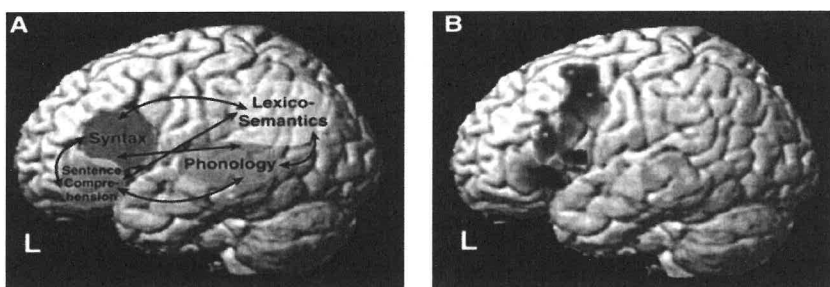 A
Lexico-
Semantics
Syntax
Phonology
Sentence
Compre-
hension
L
B
L